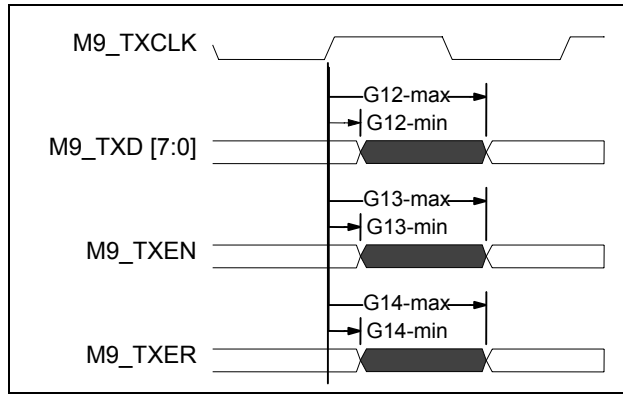 M9_TXCLK
G12-max
G12-min
M9_TXD [7:0]
G13-max
G13-min
M9_TXEN
G14-max
G14-min
M9_TXER